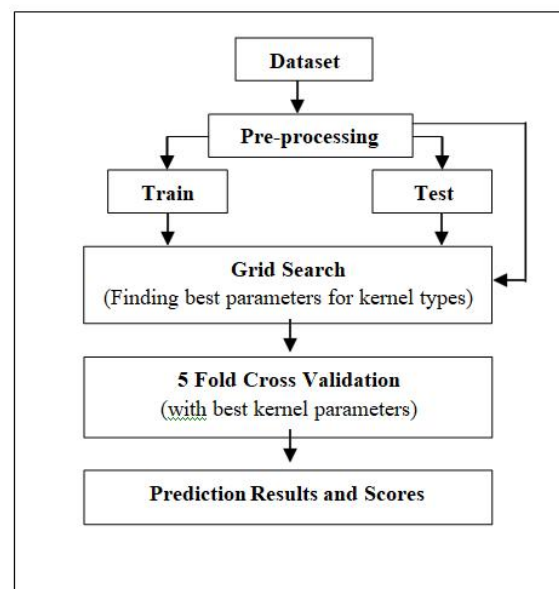 Dataset
Pre-processing
Train
Test
Grid Search
(Finding best parameters for kernel types)
5 Fold Cross Validation
(with best kernel parameters)
Prediction Results and Scores